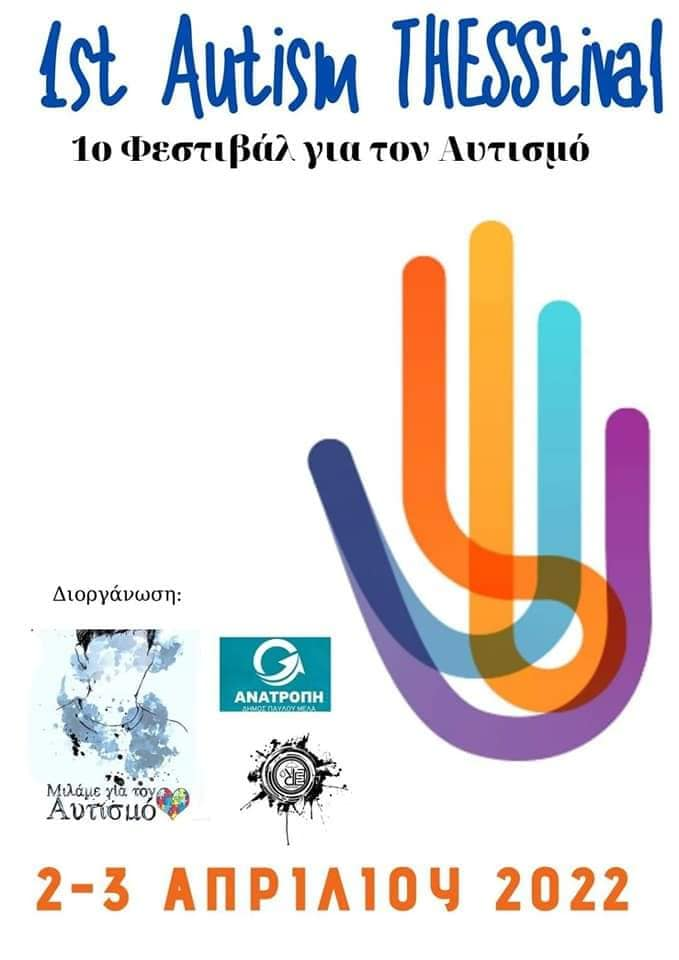 1st Autism THESStival
1ο Φεστιβάλ για τον Αυτισμό
Διοργάνωση:
ΑΝΑΤΡΟΠΗ
ΔΗΜΟΣ ΠΑΥΛΟΥ ΜΕΛΑ
Μιλάμε για τον
Αυτισμό
2-3 ΑΠΡΙΛΙΟΥ 2022